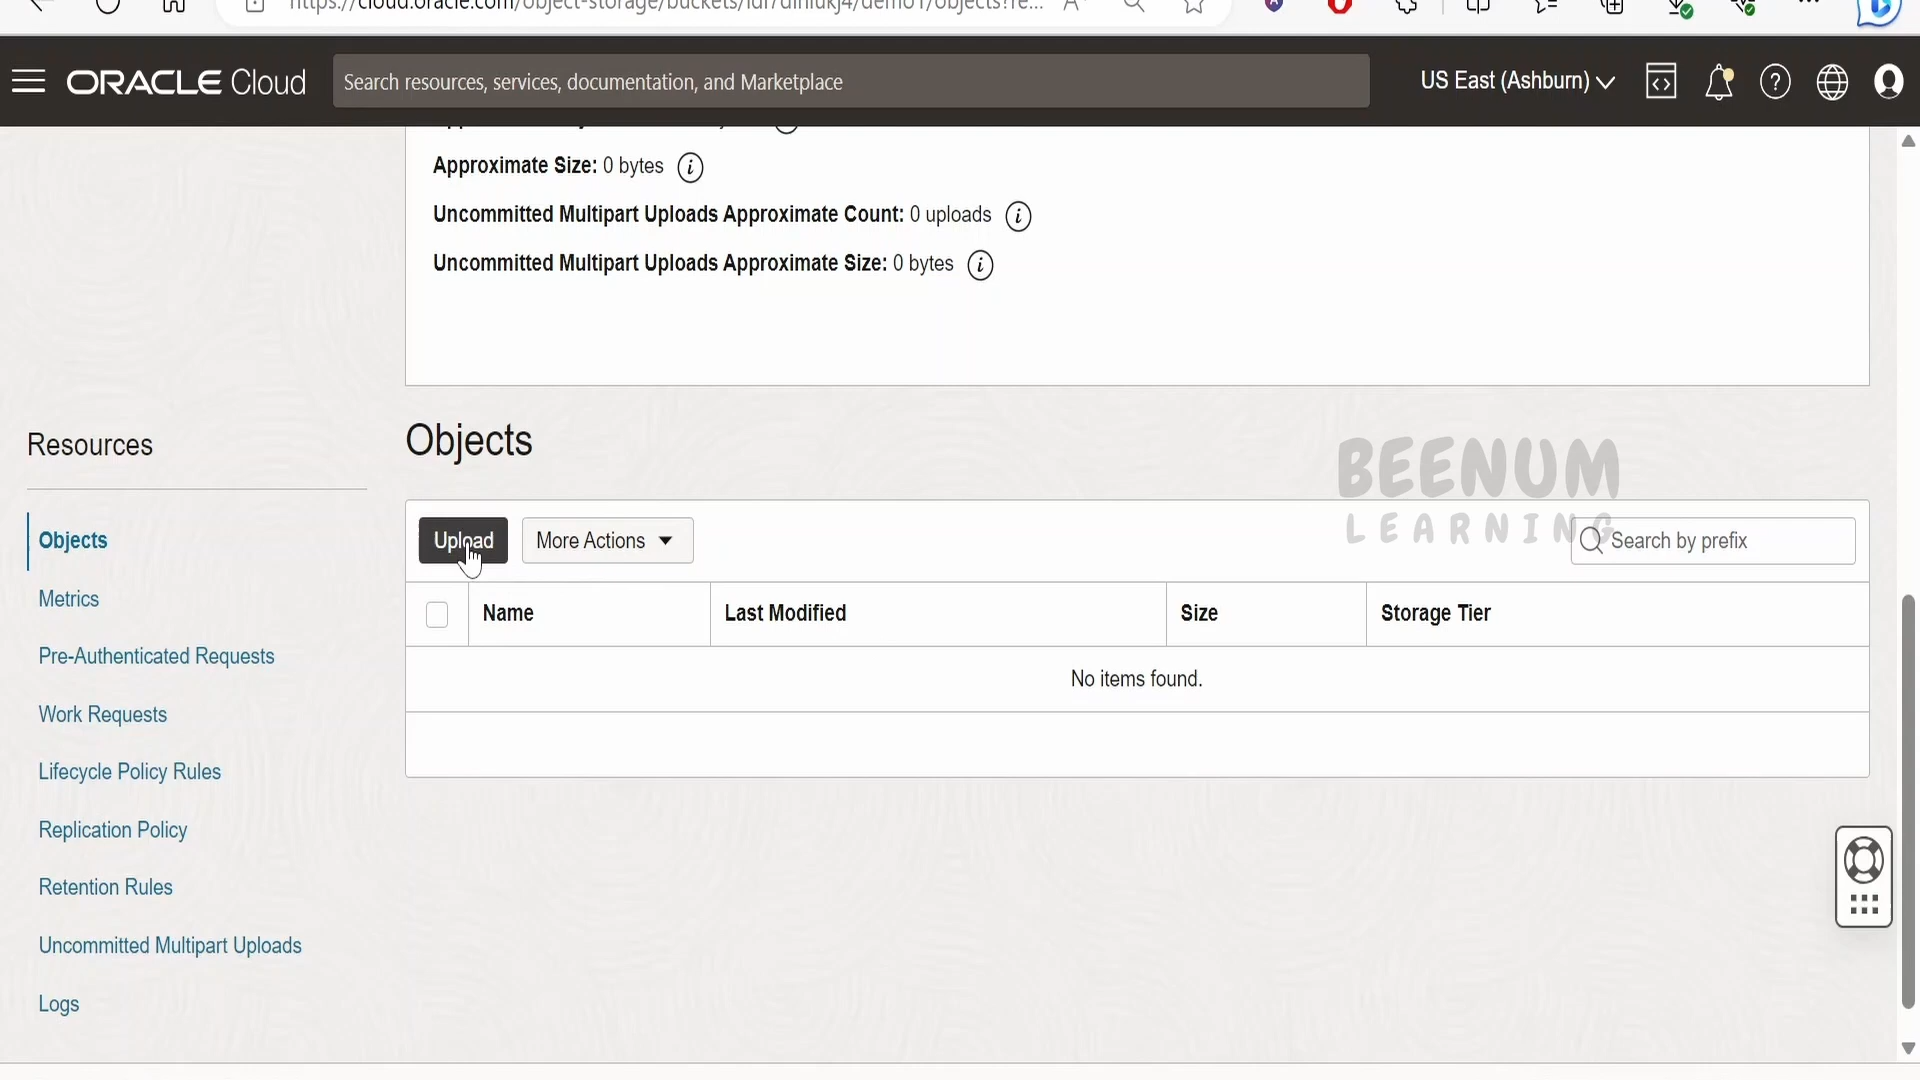 ORACLE Cloud
Search resources, services, documentation, and Marketplace
US East (Ashburn)
Approximate Size: 0 bytes
Uncommitted Multipart Uploads Approximate Count: 0 uploads
Uncommitted Multipart Uploads Approximate Size: 0 bytes
Resources
Objects
Metrics
Pre-Authenticated Requests
Work Requests
Lifecycle Policy Rules
Replication Policy
Retention Rules
Uncommitted Multipart Uploads
Logs
Objects
BEENUM
LEARNING
Upload More Actions
Search by prefix
Name Last Modified Size Storage Tier
No items found.